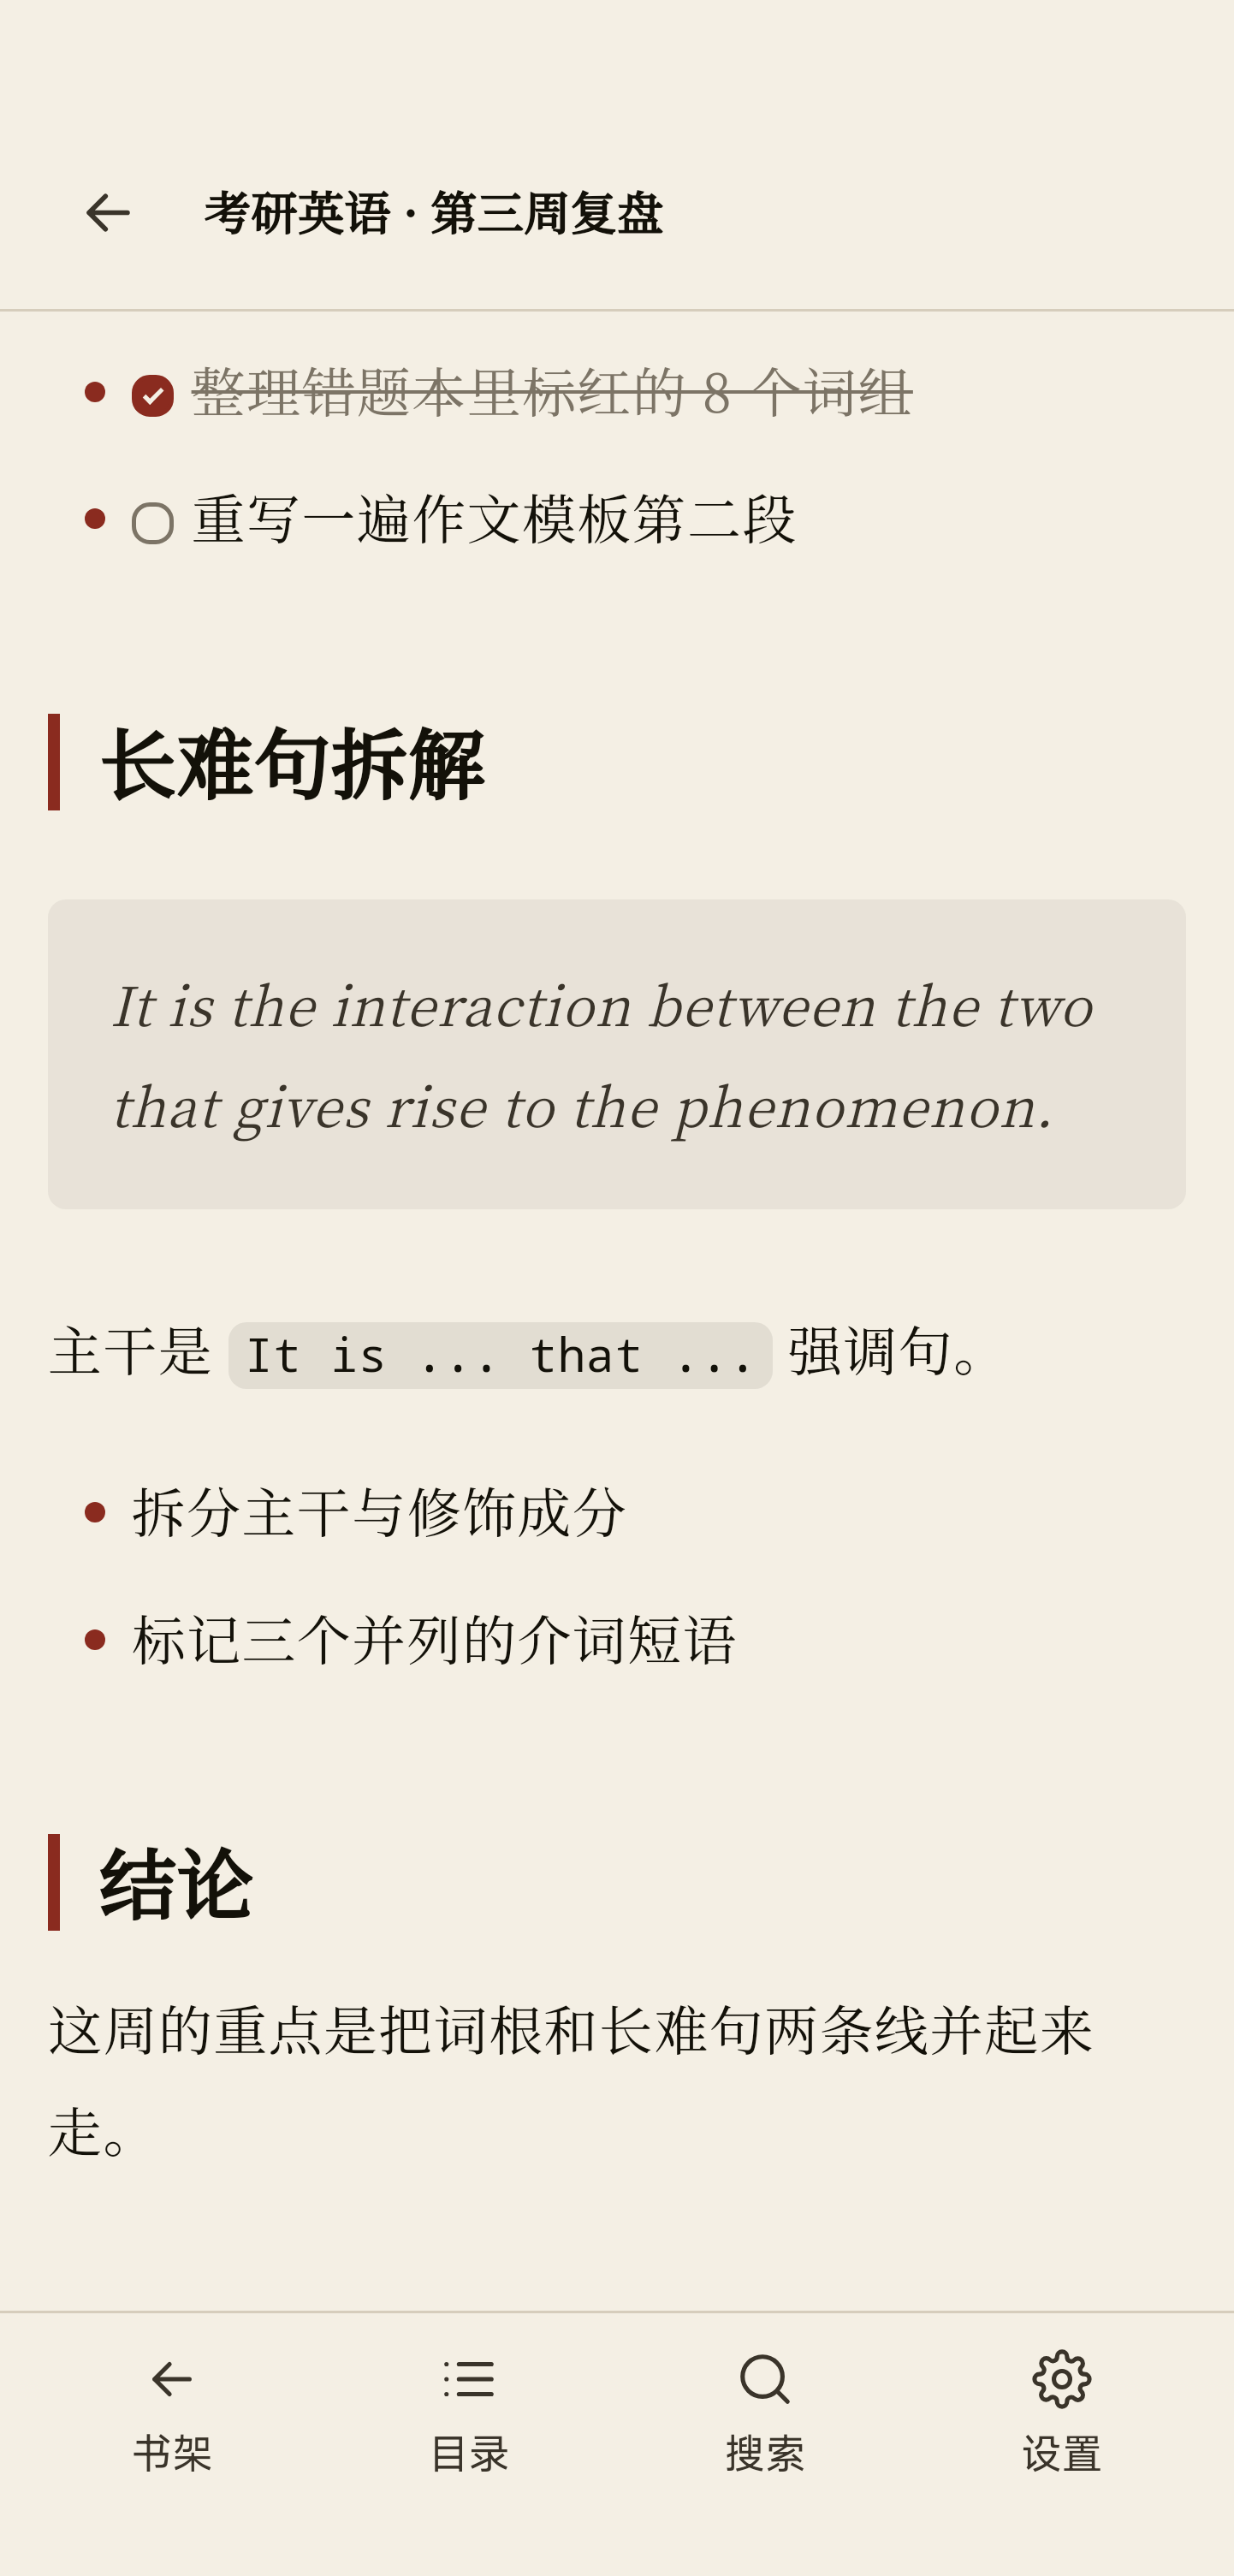 考研英语 · 第三周复盘
整理错题本里标红的 8 个词组
重写一遍作文模板第二段
长难句拆解
It is the interaction between the two
that gives rise to the phenomenon.
主干是 It is ... that ... 强调句。
拆分主干与修饰成分
标记三个并列的介词短语
结论
这周的重点是把词根和长难句两条线并起来
走。
书架 目录 搜索 设置